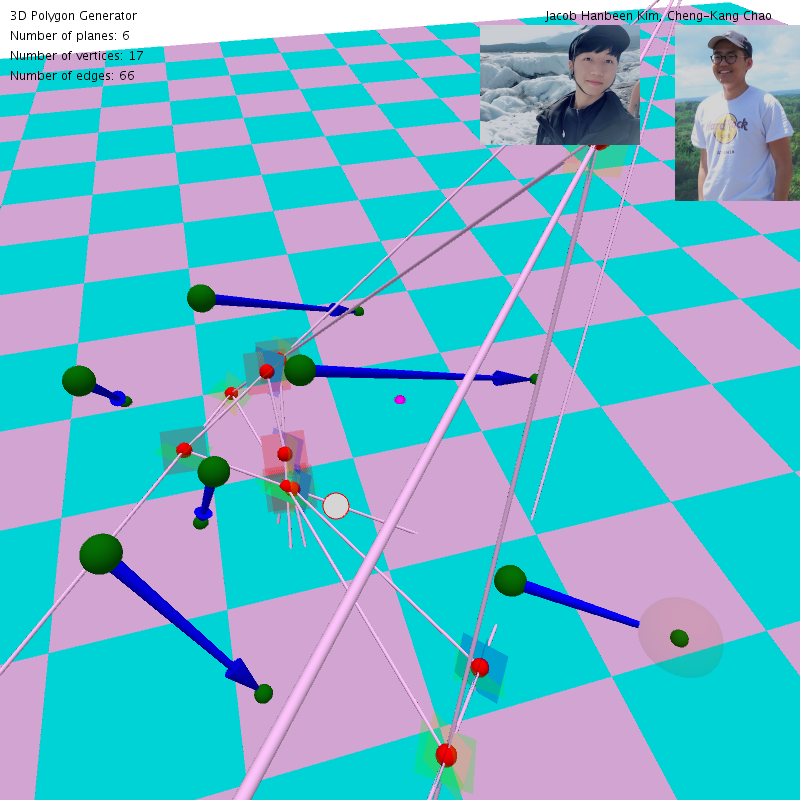 3D Polygon Generator
Jacob Hanbeen Kim, Cheng-Kang Chao
Number of planes: 6
Number of vertices: 17
Number of edges: 66